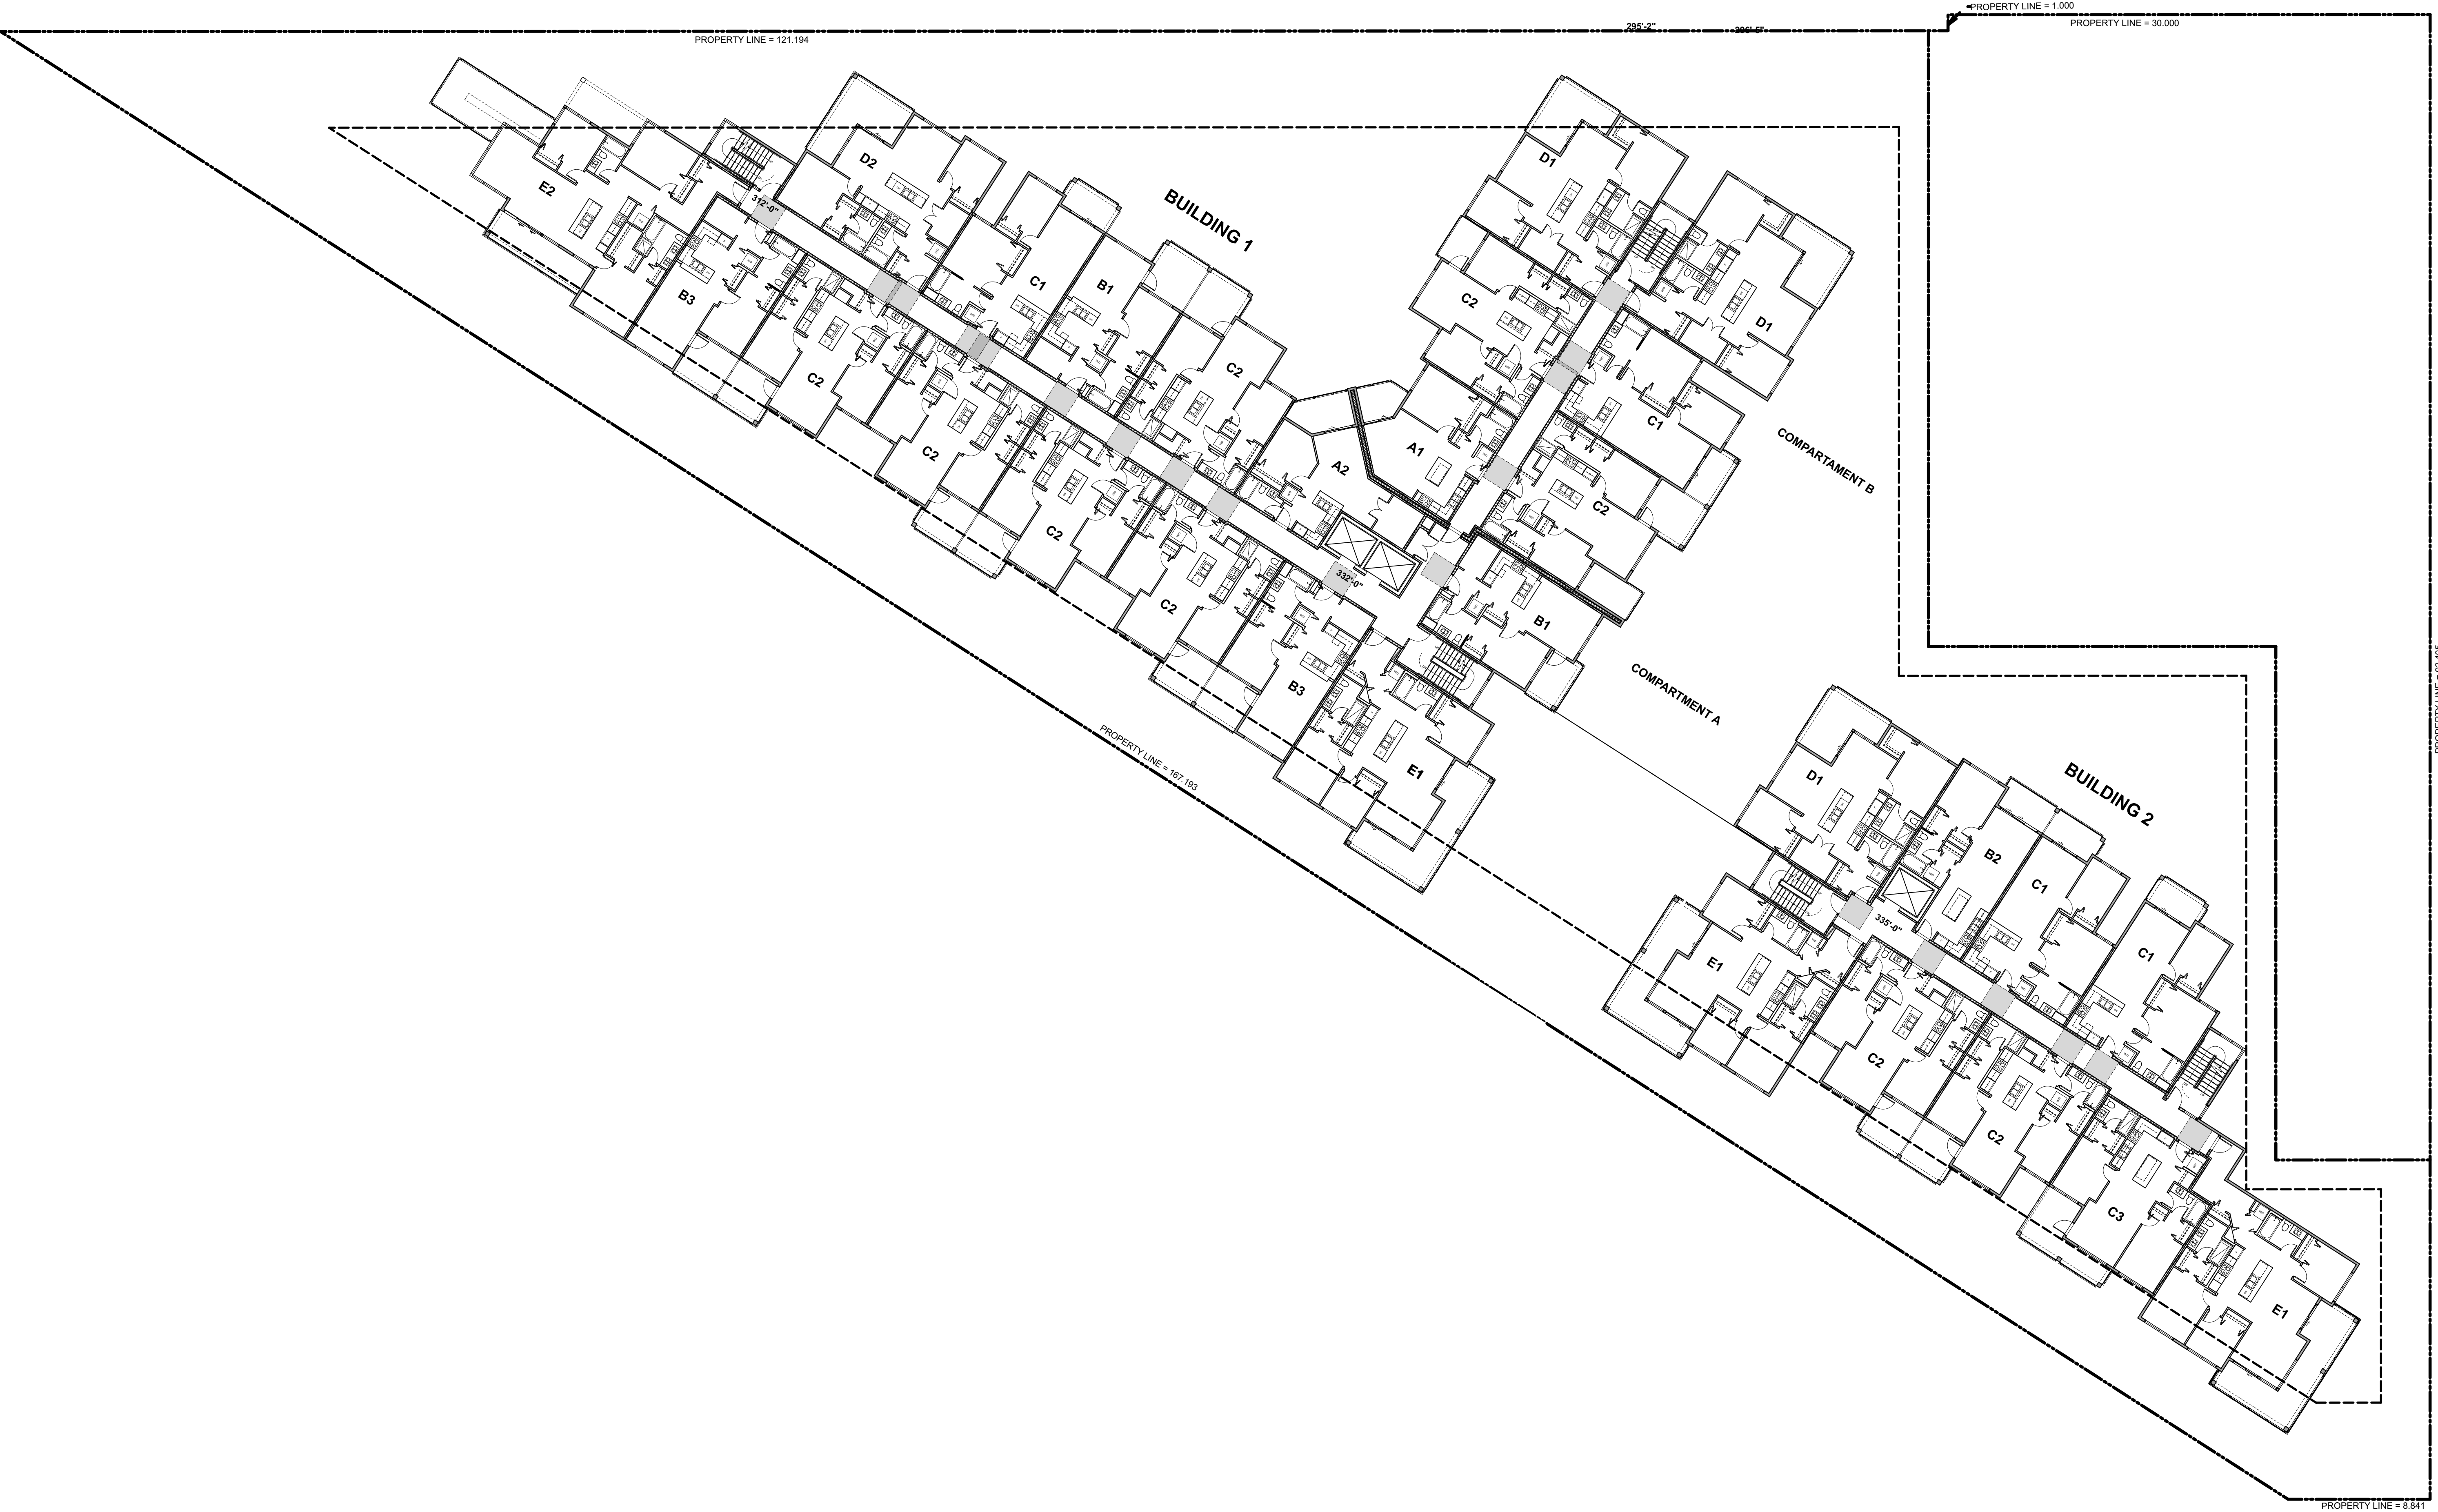 PROPERTY LINE = 1.000
PROPERTY LINE = 30.000
295'-2"
PROPERTY LINE = 121.194
D2
D1
E2
312'-0"
BUILDING 1
C1
B1
B3
C2
D1
C2
C2
C1
C2
A1
A2
COMPARTAMENT B
C2
C2
C2
332'-0"
C2
B1
B3
COMPARTMENT A
E1
PROPERTY LINE = 167.193
D1
BUILDING 2
B2
C1
335'-0"
C1
E1
C2
C2
C3
E1
PROPERTY LINE = 8.841